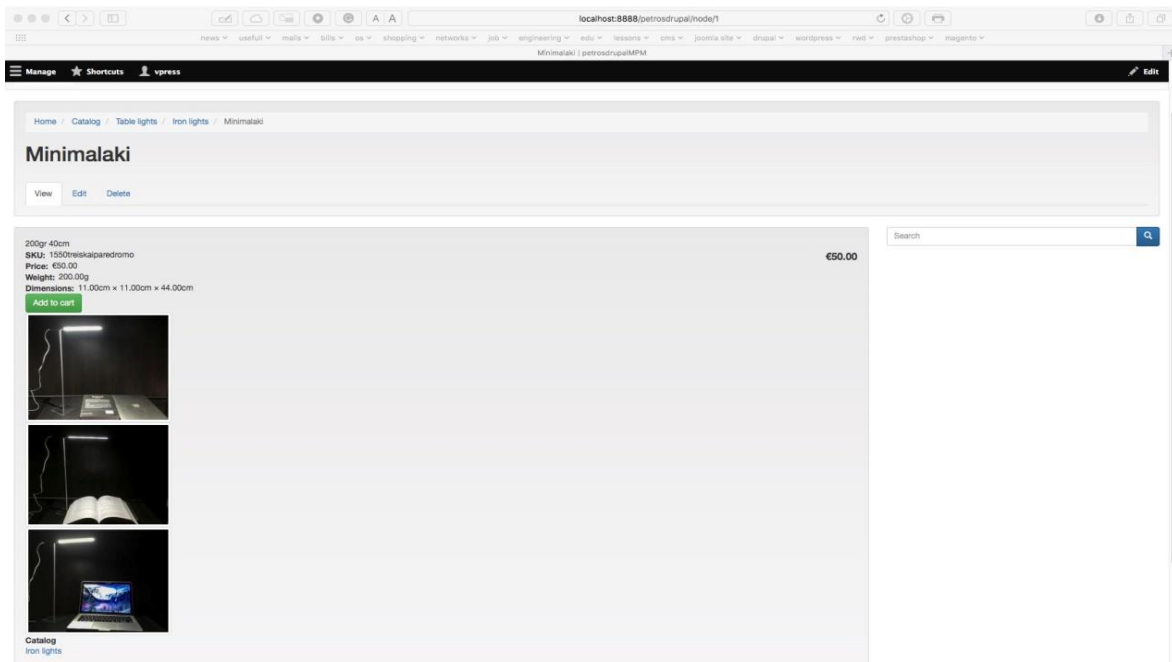 A A localhost:8888/petrosdrupal/node/1
news usefull mails bills os shopping networks job engineering edu lessons cms joomla site drupal wordpress rwd prestashop magento
Minimalaki | petrosdrupalMPM +
Manage Shortcuts vpress Edit
Home / Catalog / Table lights / Iron lights / Minimalaki
Minimalaki
View Edit Delete
200gr 40cm
SKU: 1550treiskaiparedromo
Price: €50.00
Weight: 200.00g
Dimensions: 11.00cm × 11.00cm × 44.00cm
Add to cart
€50.00
Search
Catalog
Iron lights